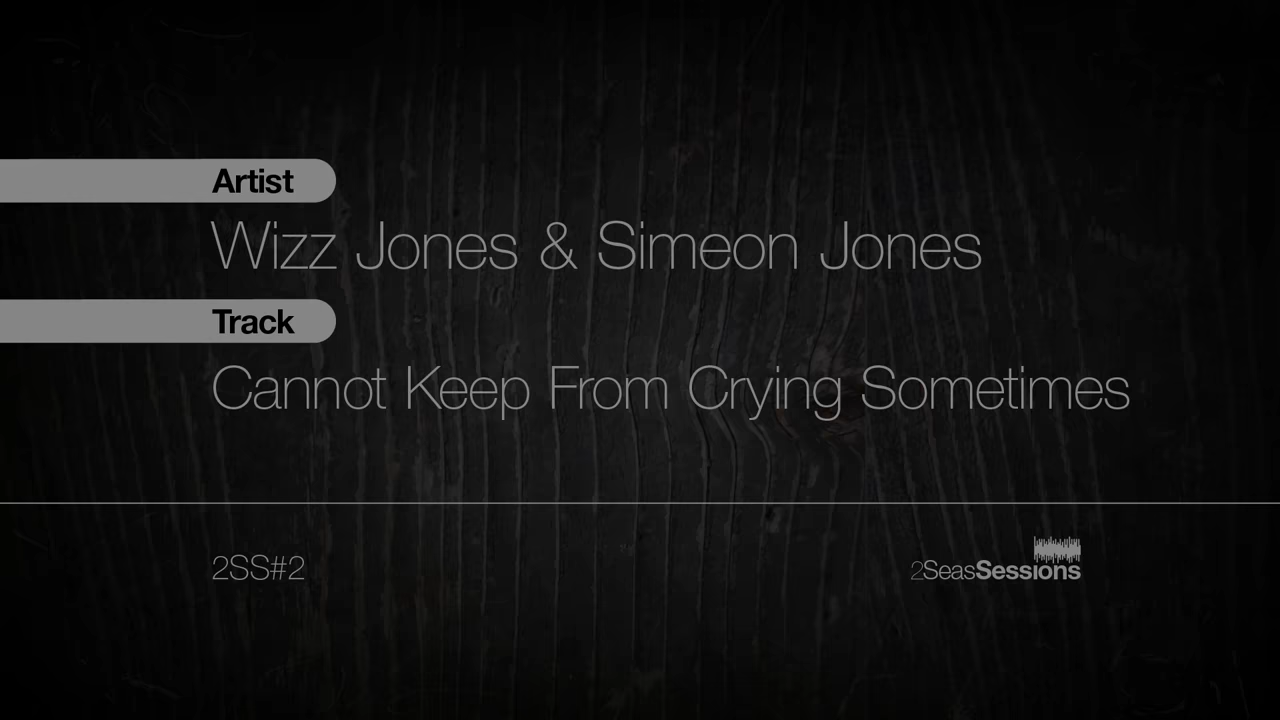 Artist
Wizz Jones & Simeon Jones
Track
Cannot Keep From Crying Sometimes
2SS#2
2SeasSessions